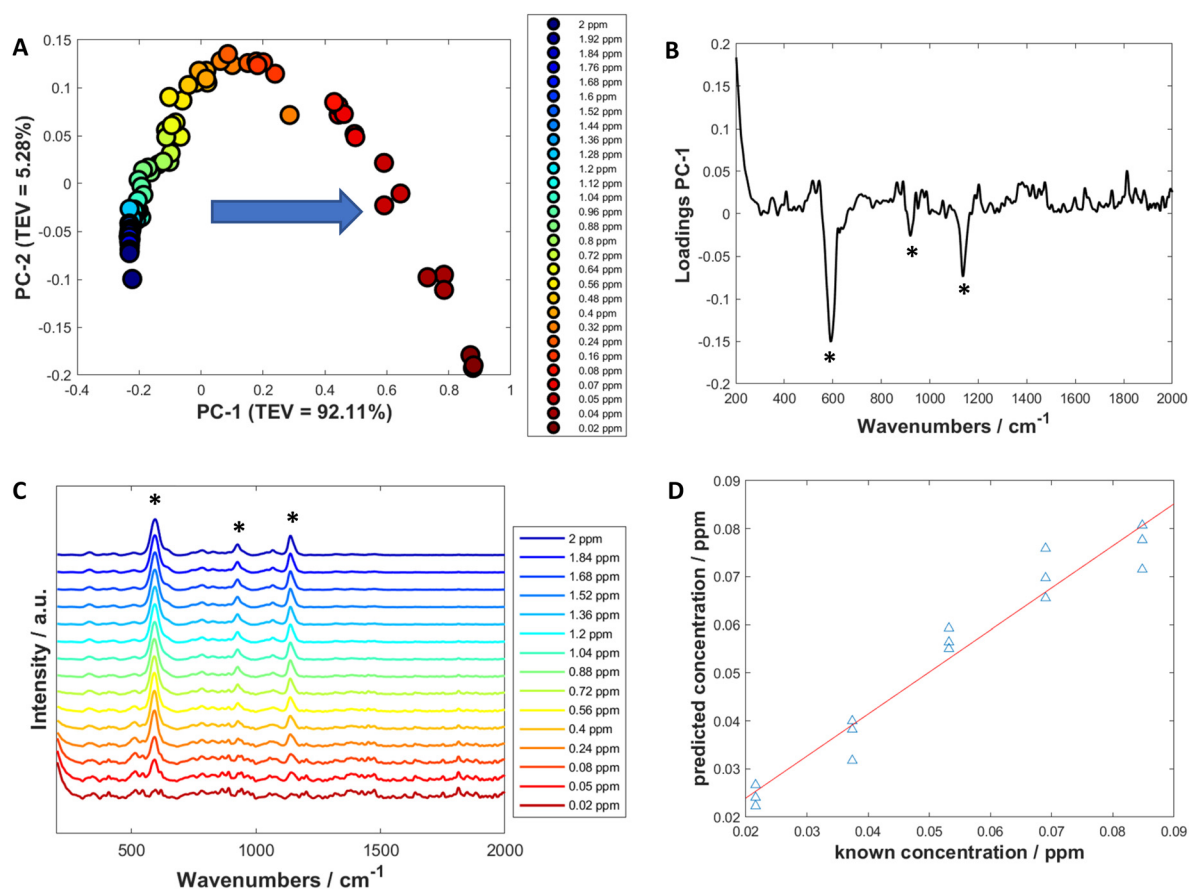 A
0.15
0.1
0.05
0
-0.05
-0.1
-0.15
-0.2
PC-2 (TEV = 5.28%)
-0.4
-0.2
0
0.2
0.4
0.6
0.8
1
PC-1 (TEV = 92.11%)
2 ppm
1.92 ppm
1.84 ppm
1.76 ppm
1.68 ppm
1.6 ppm
1.52 ppm
1.44 ppm
1.36 ppm
1.28 ppm
1.2 ppm
1.12 ppm
1.04 ppm
0.96 ppm
0.88 ppm
0.8 ppm
0.72 ppm
0.64 ppm
0.56 ppm
0.48 ppm
0.4 ppm
0.32 ppm
0.24 ppm
0.16 ppm
0.08 ppm
0.07 ppm
0.05 ppm
0.04 ppm
0.02 ppm
B
0.2
0.15
0.1
0.05
0
-0.05
-0.1
-0.15
-0.2
Loadings PC-1
*
*
*
200
400
600
800
1000
1200
1400
1600
1800
2000
Wavenumbers / cm-1
C
*
*
*
Intensity / a.u.
500
1000
1500
2000
Wavenumbers / cm-1
2 ppm
1.84 ppm
1.68 ppm
1.52 ppm
1.36 ppm
1.2 ppm
1.04 ppm
0.88 ppm
0.72 ppm
0.56 ppm
0.4 ppm
0.24 ppm
0.08 ppm
0.05 ppm
0.02 ppm
D
0.09
0.08
0.07
0.06
0.05
0.04
0.03
0.02
predicted concentration / ppm
0.02
0.03
0.04
0.05
0.06
0.07
0.08
0.09
known concentration / ppm